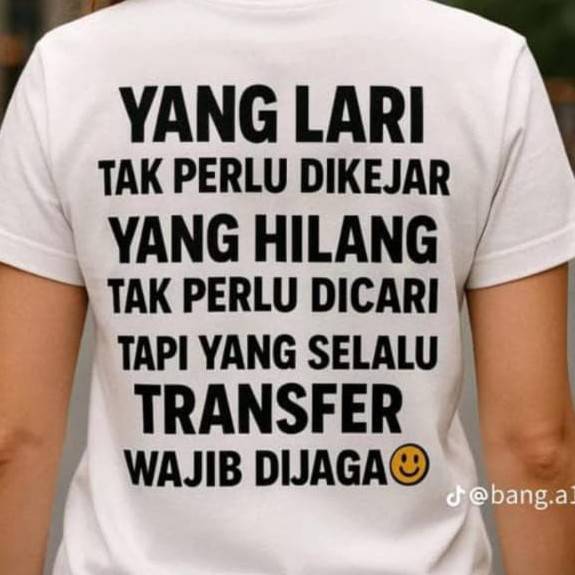 YANG LARI
TAK PERLU DIKEJAR
YANG HILANG
TAK PERLU DICARI
TAPI YANG SELALU
TRANSFER
WAJIB DIJAGA
@bang.a1